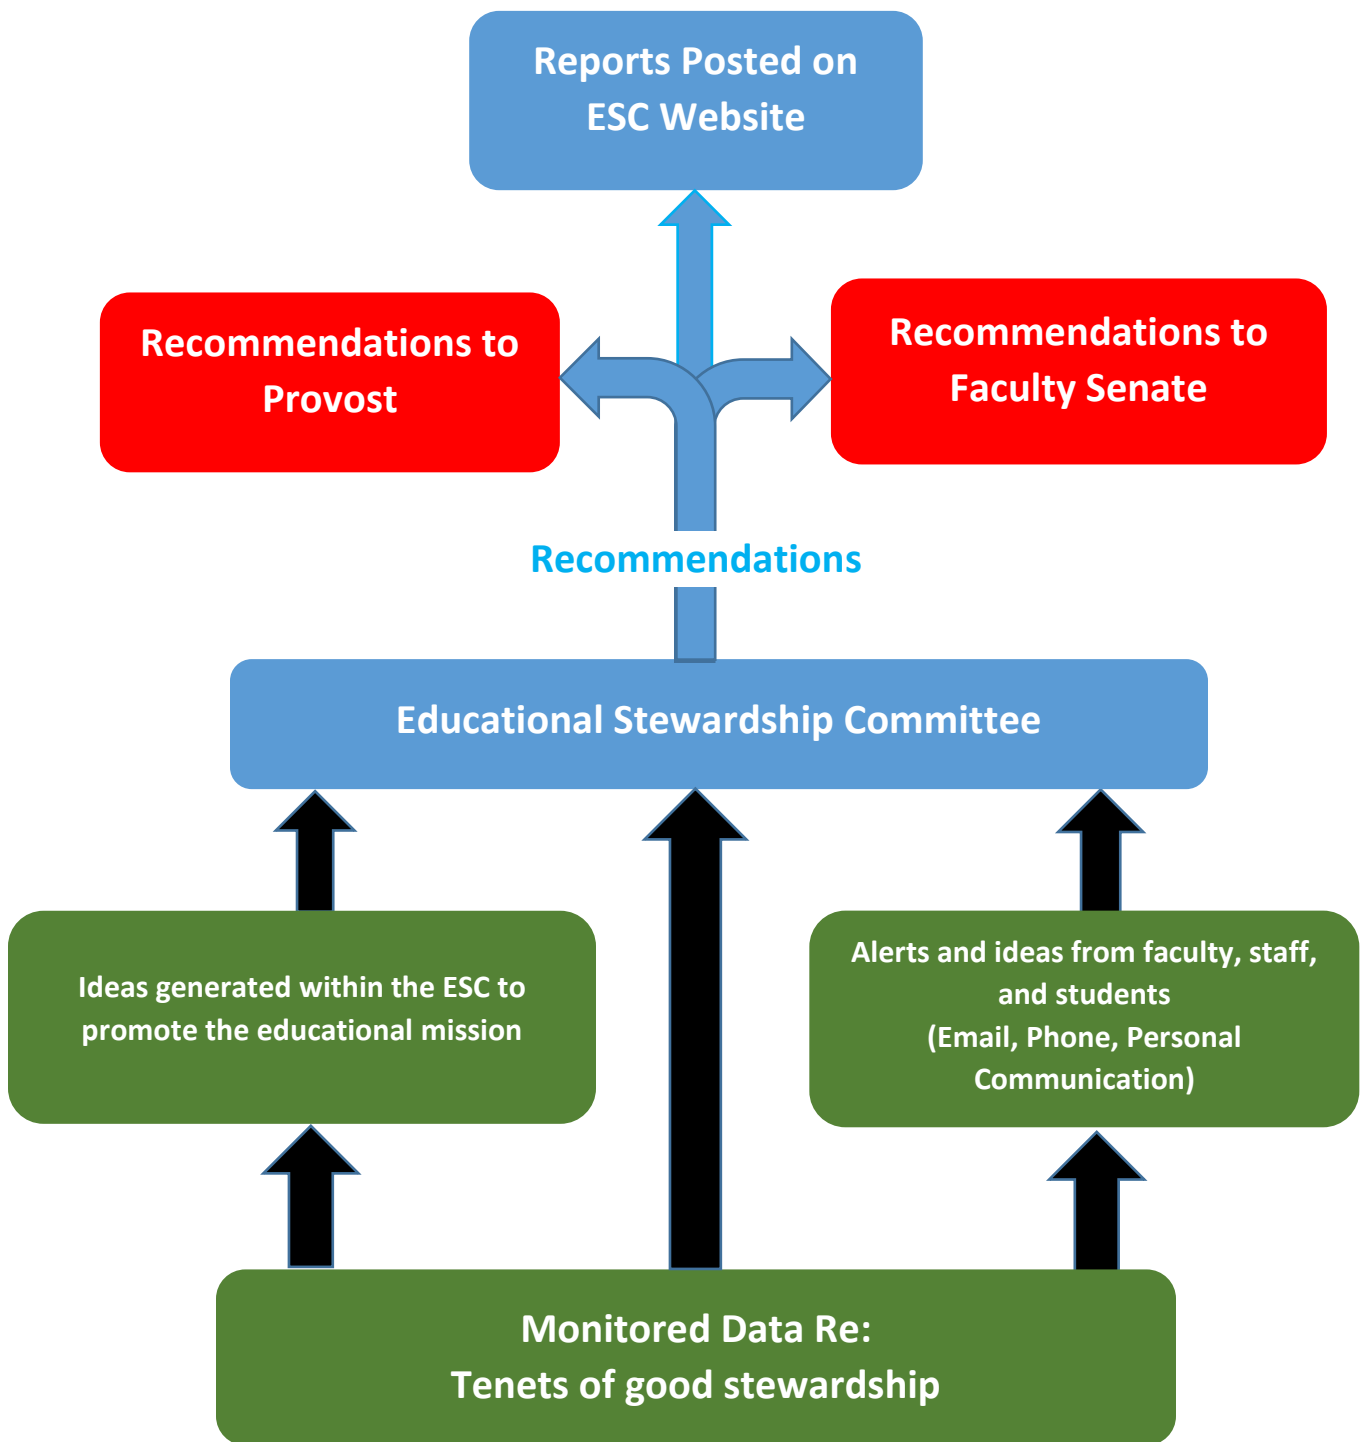 Reports Posted on
ESC Website
Recommendations to
Provost
Recommendations to
Faculty Senate
Recommendations
Educational Stewardship Committee
Ideas generated within the ESC to
promote the educational mission
Alerts and ideas from faculty, staff,
and students
(Email, Phone, Personal
Communication)
Monitored Data Re:
Tenets of good stewardship